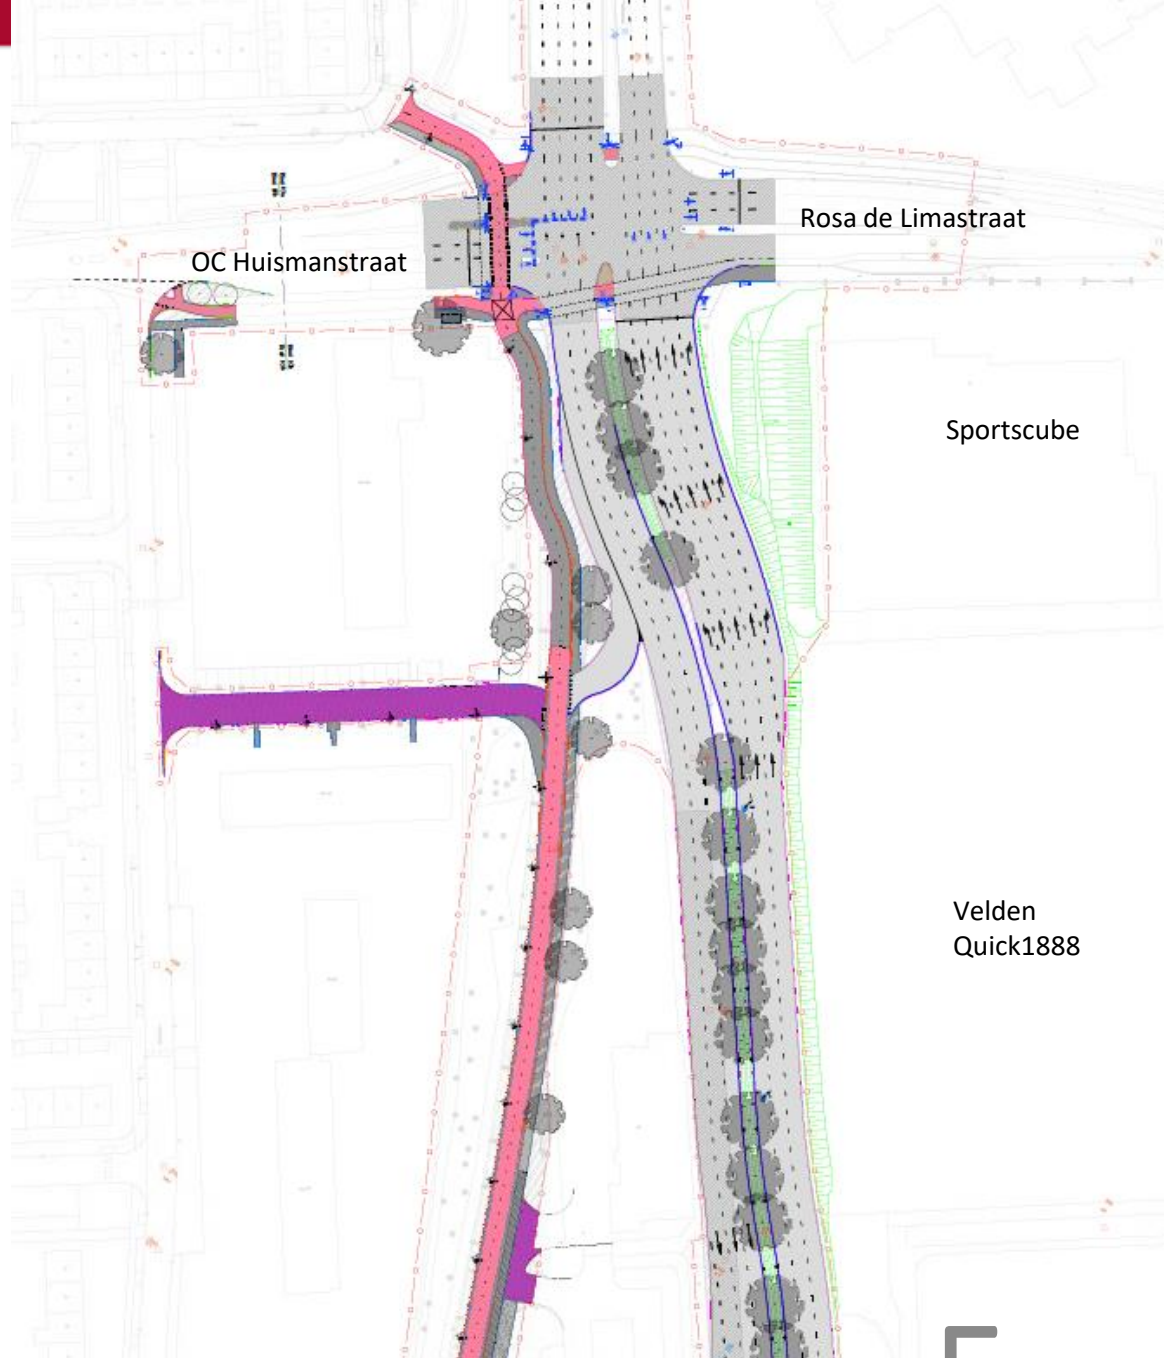 Rosa de Limastraat
OC Huismanstraat
Sportscube
Velden
Quick1888